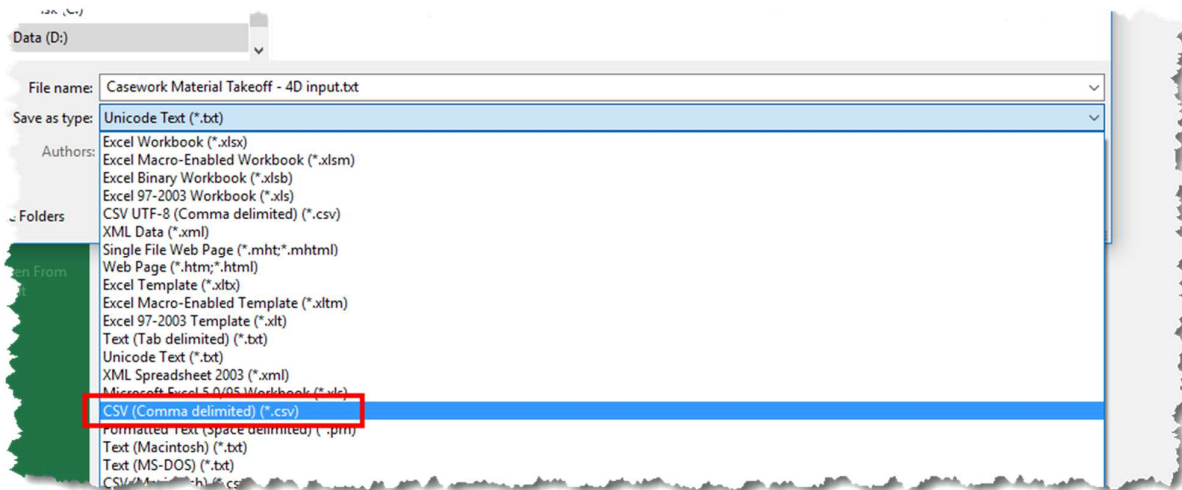 Data (D:)
File name: Casework Material Takeoff - 4D input.txt
Save as type: Unicode Text (*.txt)
Authors:
Excel Workbook (*.xlsx)
Excel Macro-Enabled Workbook (*.xlsm)
Excel Binary Workbook (*.xlsb)
Excel 97-2003 Workbook (*.xls)
CSV UTF-8 (Comma delimited) (*.csv)
Folders
XML Data (*.xml)
Single File Web Page (*.mht;*.mhtml)
Web Page (*.htm;*.html)
en From
Excel Template (*.xltx)
Excel Macro-Enabled Template (*.xltm)
Excel 97-2003 Template (*.xlt)
Text (Tab delimited) (*.txt)
Unicode Text (*.txt)
XML Spreadsheet 2003 (*.xml)
Microsoft Excel 5.0/95 Workbook (*.xls)
CSV (Comma delimited) (*.csv)
Formatted Text (Space delimited) (*.prn)
Text (Macintosh) (*.txt)
Text (MS-DOS) (*.txt)